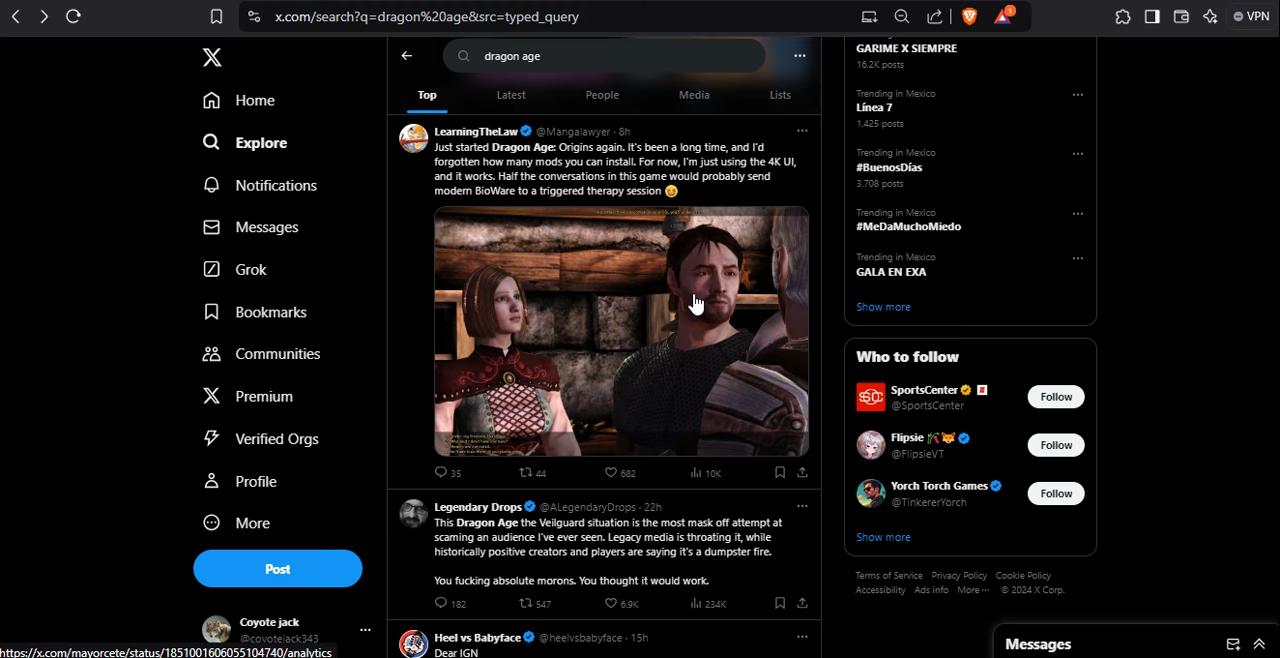 x.com/search?q=dragon%20age&src=typed_query
1
VPN
Home
Explore
Notifications
Messages
Grok
Bookmarks
Communities
Premium
Verified Orgs
Profile
More
Post
Coyote jack
@coyotejack343
https://x.com/mayorcete/status/1851001606055104740/analytics
dragon age
Top Latest People Media Lists
LearningTheLaw @Mangalawyer · 8h
Just started Dragon Age: Origins again. It's been a long time, and I'd
forgotten how many mods you can install. For now, I'm just using the 4K UI,
and it works. Half the conversations in this game would probably send
modern BioWare to a triggered therapy session
35 44 682 10K
Legendary Drops @ALegendaryDrops · 22h
This Dragon Age the Veilguard situation is the most mask off attempt at
scaming an audience I've ever seen. Legacy media is throating it, while
historically positive creators and players are saying it's a dumpster fire.
You fucking absolute morons. You thought it would work.
182 547 6.9K 234K
Heel vs Babyface @heelvsbabyface · 15h
Dear IGN
GARIME X SIEMPRE
16.2K posts
Trending in Mexico
Línea 7
1,425 posts
Trending in Mexico
#BuenosDías
3,708 posts
Trending in Mexico
#MeDaMuchoMiedo
Trending in Mexico
GALA EN EXA
Show more
Who to follow
SportsCenter
@SportsCenter
Follow
Flipsie
@FlipsieVT
Follow
Yorch Torch Games
@TinkererYorch
Follow
Show more
Terms of Service Privacy Policy Cookie Policy
Accessibility Ads info More ··· © 2024 X Corp.
Messages